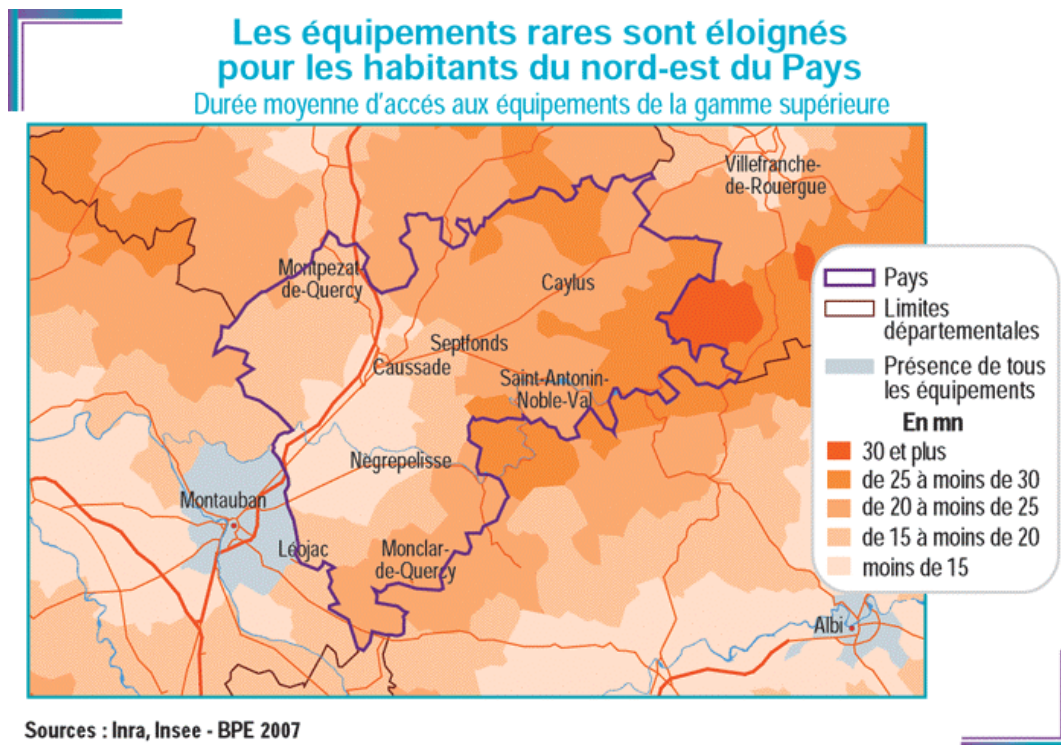 Les équipements rares sont éloignés
pour les habitants du nord-est du Pays
Durée moyenne d'accés aux équipements de la gamme supérieure
Villefranche-
de-Rouergue
Montpezat-
de-Quercy
Caylus
Septfonds
Caussade
Saint-Antonin-
Noble-Val
Négrepelisse
Montauban
Léojac
Monclar-
de-Quercy
Albi
Pays
Limites
départementales
Présence de tous
les équipements
En mn
30 et plus
de 25 à moins de 30
de 20 à moins de 25
de 15 à moins de 20
moins de 15
Sources : Inra, Insee - BPE 2007